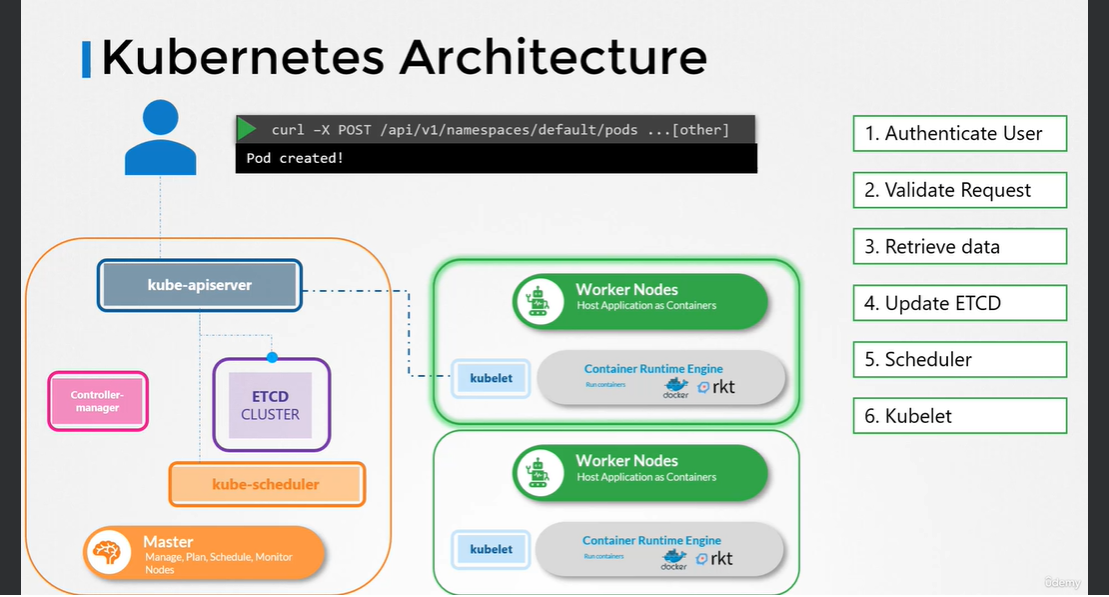 Kubernetes Architecture
curl –X POST /api/v1/namespaces/default/pods ...[other]
Pod created!
1. Authenticate User
2. Validate Request
3. Retrieve data
4. Update ETCD
5. Scheduler
6. Kubelet
kube-apiserver
Controller-
manager
ETCD
CLUSTER
kube-scheduler
Master
Manage, Plan, Schedule, Monitor
Nodes
Worker Nodes
Host Application as Containers
kubelet
Container Runtime Engine
Run containers
docker
rkt
Worker Nodes
Host Application as Containers
kubelet
Container Runtime Engine
Run containers
docker
rkt
ûdemy